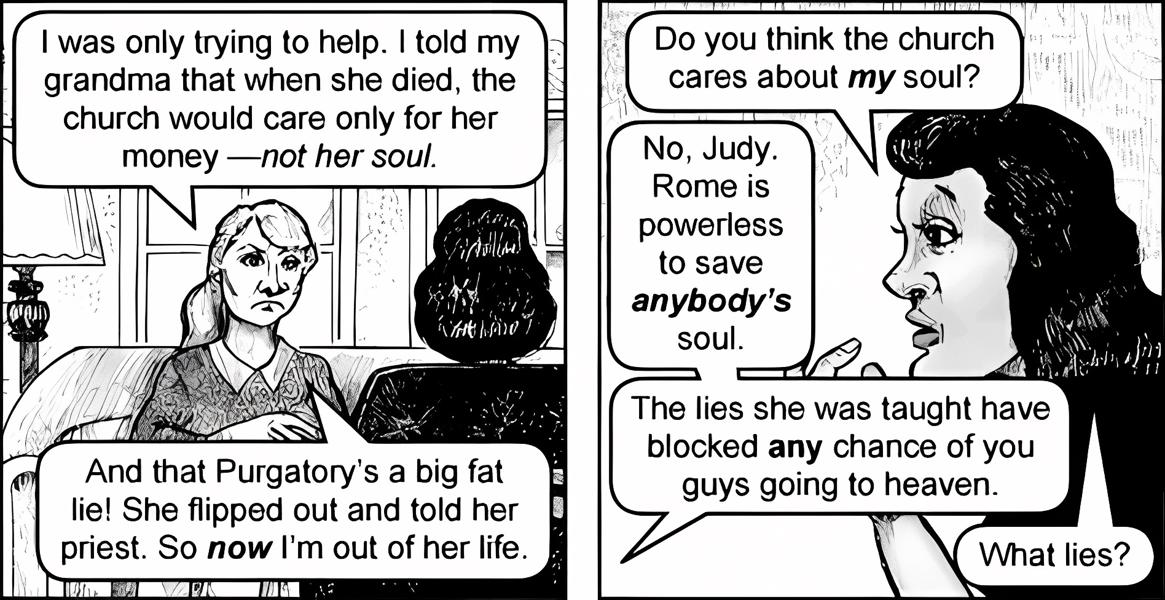 I was only trying to help. I told my
grandma that when she died, the
church would care only for her
money —not her soul.
And that Purgatory's a big fat
lie! She flipped out and told her
priest. So now I'm out of her life.
Do you think the church
cares about my soul?
No, Judy.
Rome is
powerless
to save
anybody's
soul.
The lies she was taught have
blocked any chance of you
guys going to heaven.
What lies?